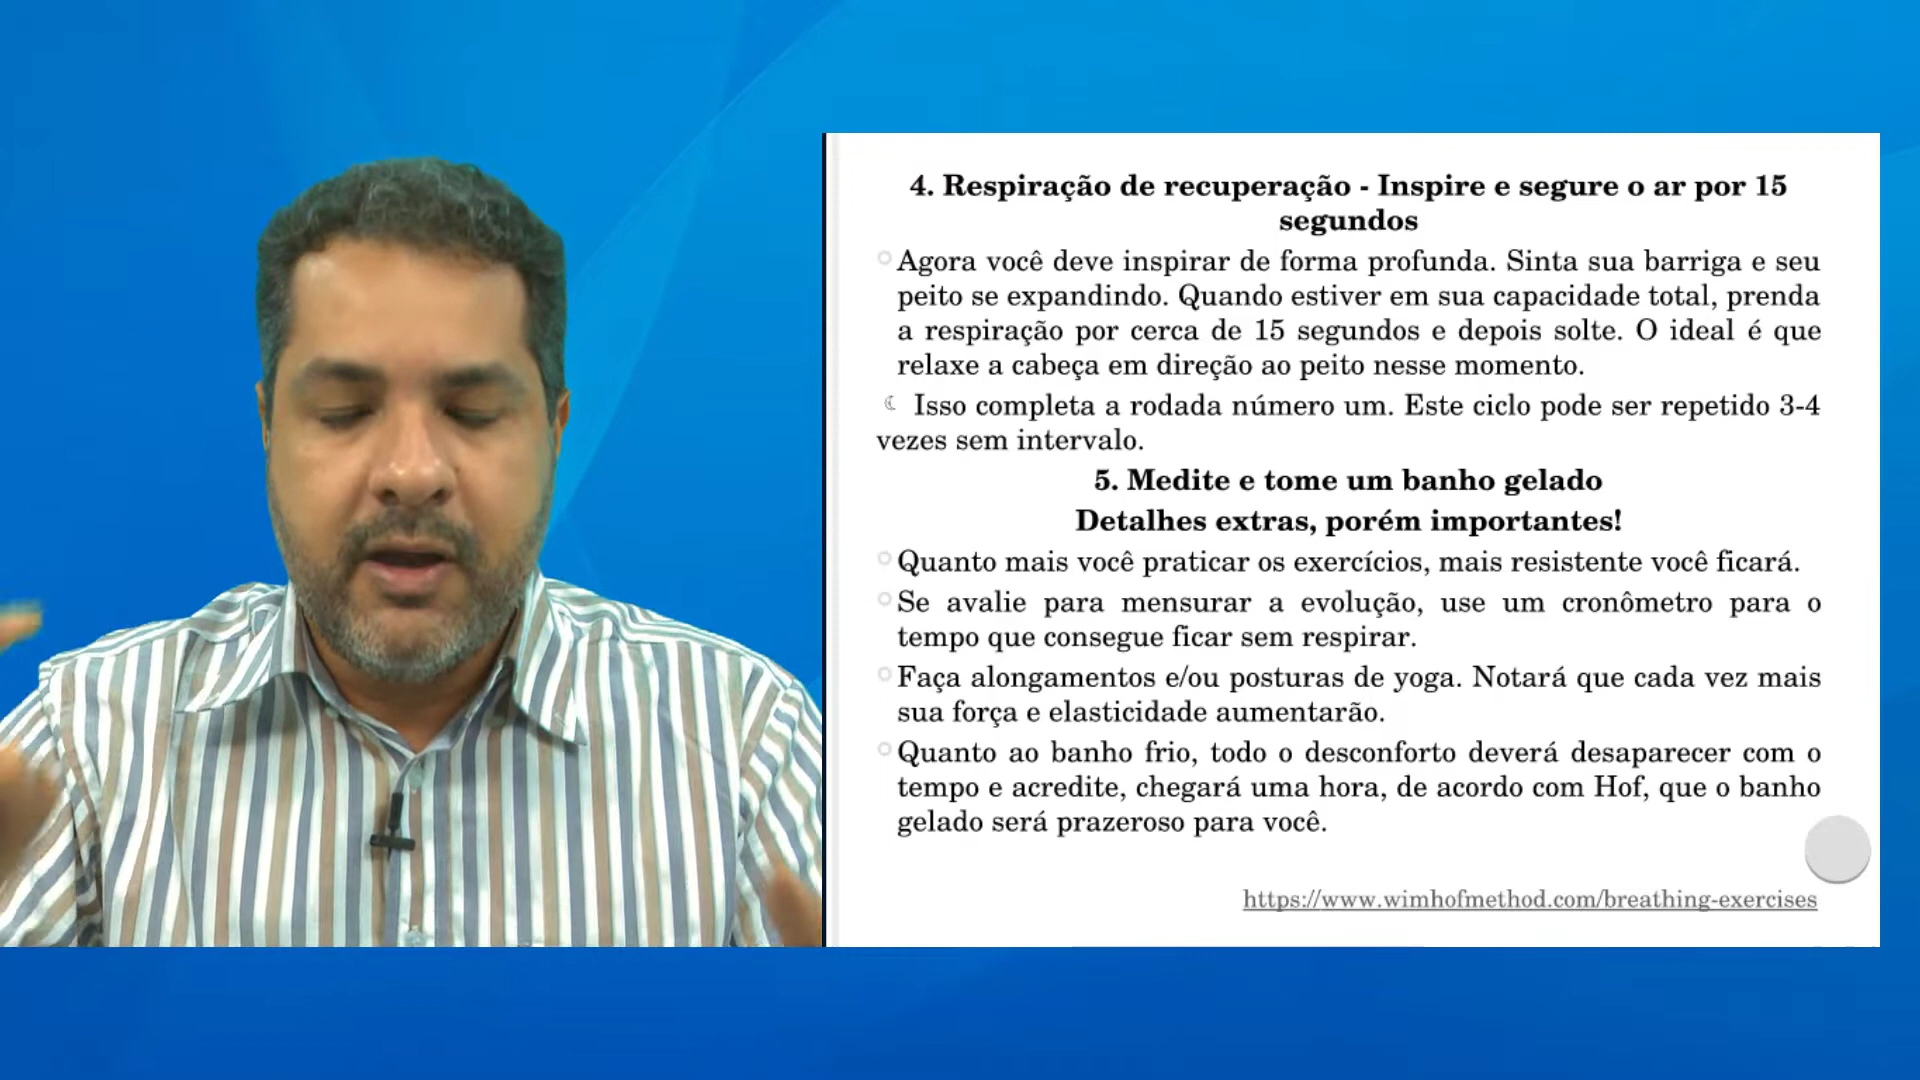 4. Respiração de recuperação - Inspire e segure o ar por 15
segundos
Agora você deve inspirar de forma profunda. Sinta sua barriga e seu
peito se expandindo. Quando estiver em sua capacidade total, prenda
a respiração por cerca de 15 segundos e depois solte. O ideal é que
relaxe a cabeça em direção ao peito nesse momento.
Isso completa a rodada número um. Este ciclo pode ser repetido 3-4
vezes sem intervalo.
5. Medite e tome um banho gelado
Detalhes extras, porém importantes!
Quanto mais você praticar os exercícios, mais resistente você ficará.
Se avalie para mensurar a evolução, use um cronômetro para o
tempo que consegue ficar sem respirar.
Faça alongamentos e/ou posturas de yoga. Notará que cada vez mais
sua força e elasticidade aumentarão.
Quanto ao banho frio, todo o desconforto deverá desaparecer com o
tempo e acredite, chegará uma hora, de acordo com Hof, que o banho
gelado será prazeroso para você.
https://www.wimhofmethod.com/breathing-exercises